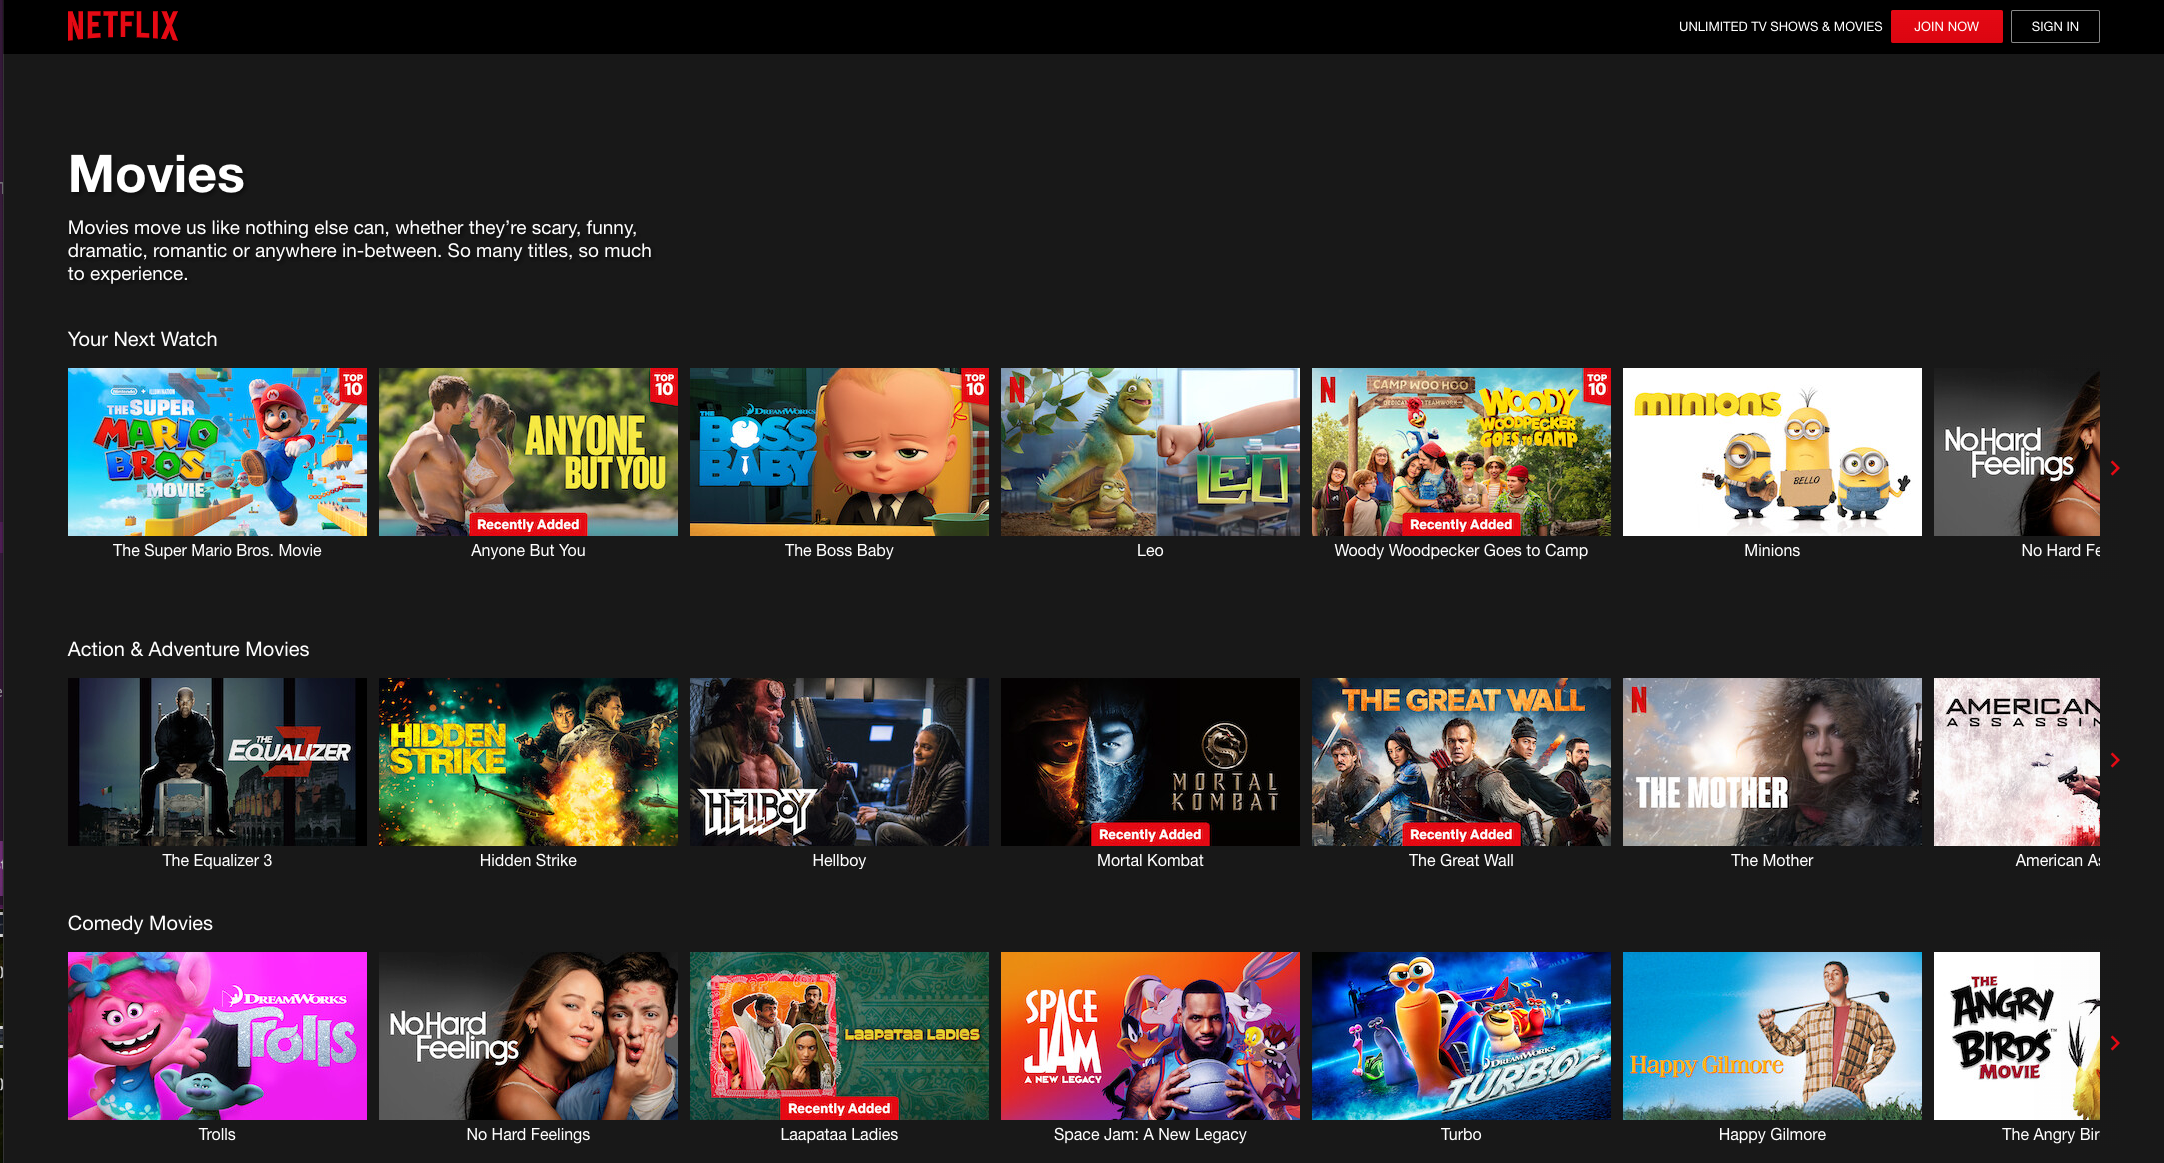 NETFLIX
UNLIMITED TV SHOWS & MOVIES
JOIN NOW
SIGN IN
Movies
Movies move us like nothing else can, whether they're scary, funny,
dramatic, romantic or anywhere in-between. So many titles, so much
to experience.
Your Next Watch
Nintendo + ILLUMINATION
THE SUPER
MARIO
BROS.
MOVIE
TOP
10
The Super Mario Bros. Movie
TOP
10
ANYONE
BUT YOU
Recently Added
Anyone But You
TOP
10
DREAMWORKS
THE
BOSS
BABY
The Boss Baby
N
LEO
Leo
N
TOP
10
CAMP WOO HOO
WOODY
WOODPECKER
GOES TO CAMP
Recently Added
Woody Woodpecker Goes to Camp
MINIONS
BELLO
Minions
No Hard
Feelings
No Hard Fe
Action & Adventure Movies
THE
EQUALIZER
3
The Equalizer 3
HIDDEN
STRIKE
Hidden Strike
HELLBOY
Hellboy
MORTAL
KOMBAT
Recently Added
Mortal Kombat
THE GREAT WALL
Recently Added
The Great Wall
N
THE MOTHER
The Mother
AMERICAN
ASSASSIN
American As
Comedy Movies
DREAMWORKS
Trolls
Trolls
No Hard
Feelings
No Hard Feelings
LAAPATAA LADIES
Recently Added
Laapataa Ladies
SPACE
JAM
A NEW LEGACY
Space Jam: A New Legacy
DREAMWORKS
TURBO
Turbo
Happy Gilmore
Happy Gilmore
THE
ANGRY
BIRDS
MOVIE
The Angry Bir